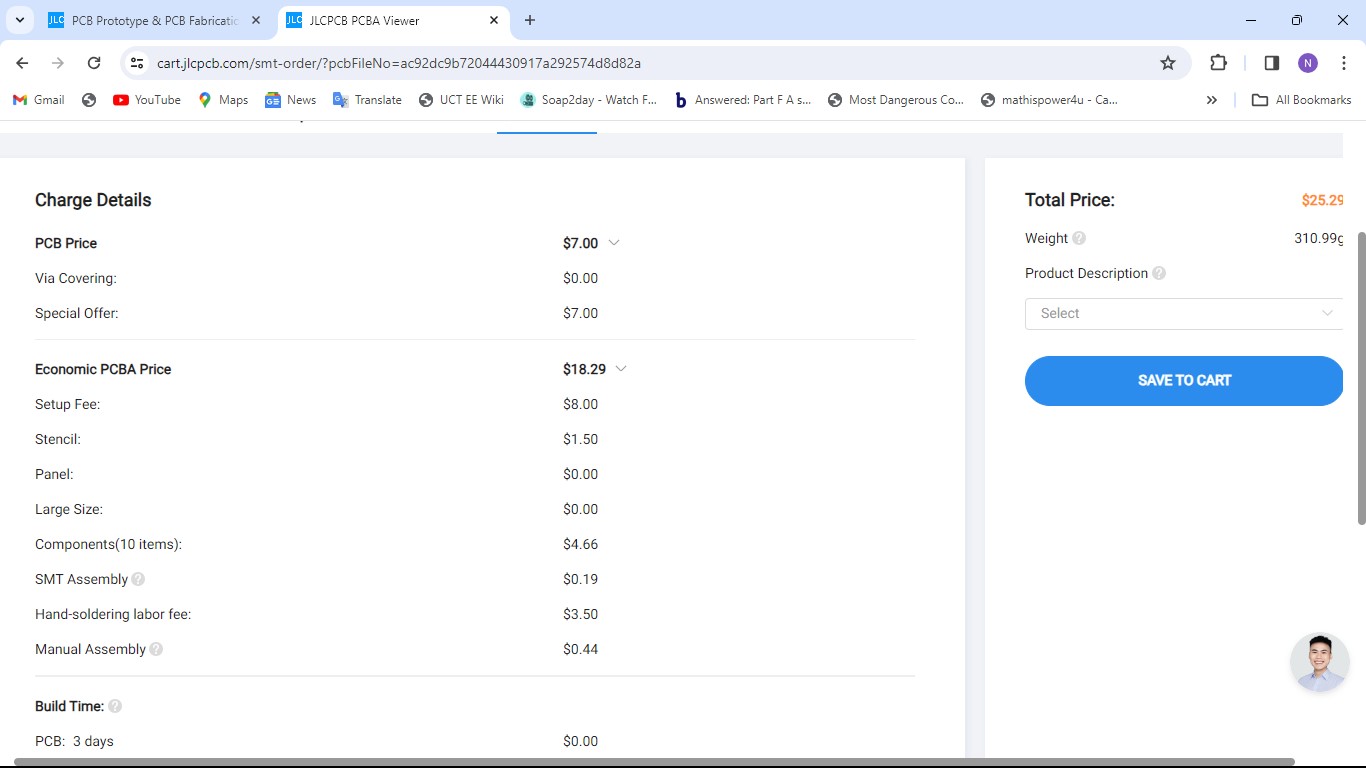 JLC PCB Prototype & PCB Fabricatic
JLC JLCPCB PCBA Viewer
cart.jlcpcb.com/smt-order/?pcbFileNo=ac92dc9b72044430917a292574d8d82a
N
Gmail YouTube Maps News Translate UCT EE Wiki Soap2day - Watch F... Answered: Part F A s... Most Dangerous Co... mathispower4u - Ca... » All Bookmarks
Charge Details
PCB Price $7.00
Via Covering: $0.00
Special Offer: $7.00
Economic PCBA Price $18.29
Setup Fee: $8.00
Stencil: $1.50
Panel: $0.00
Large Size: $0.00
Components(10 items): $4.66
SMT Assembly ? $0.19
Hand-soldering labor fee: $3.50
Manual Assembly ? $0.44
Build Time: ?
PCB: 3 days $0.00
Total Price: $25.29
Weight ? 310.99g
Product Description ?
Select
SAVE TO CART